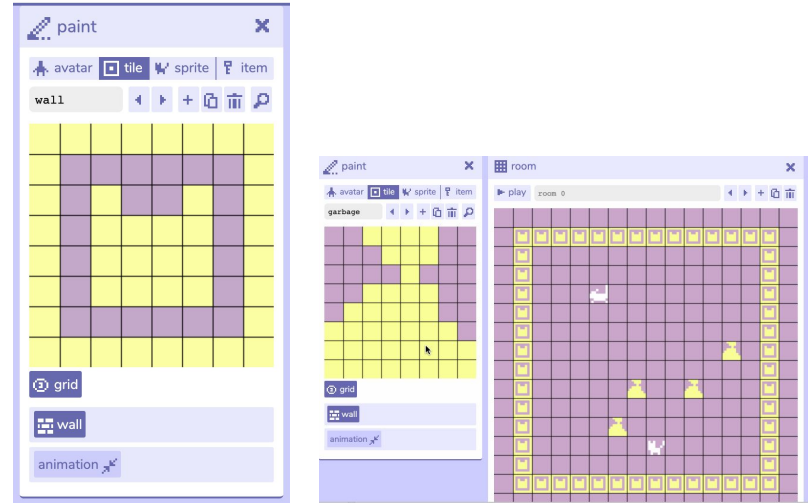 paint
avatar tile sprite item
wall
grid
wall
animation
paint
avatar tile sprite item
garbage
grid
wall
animation
room
play room 0